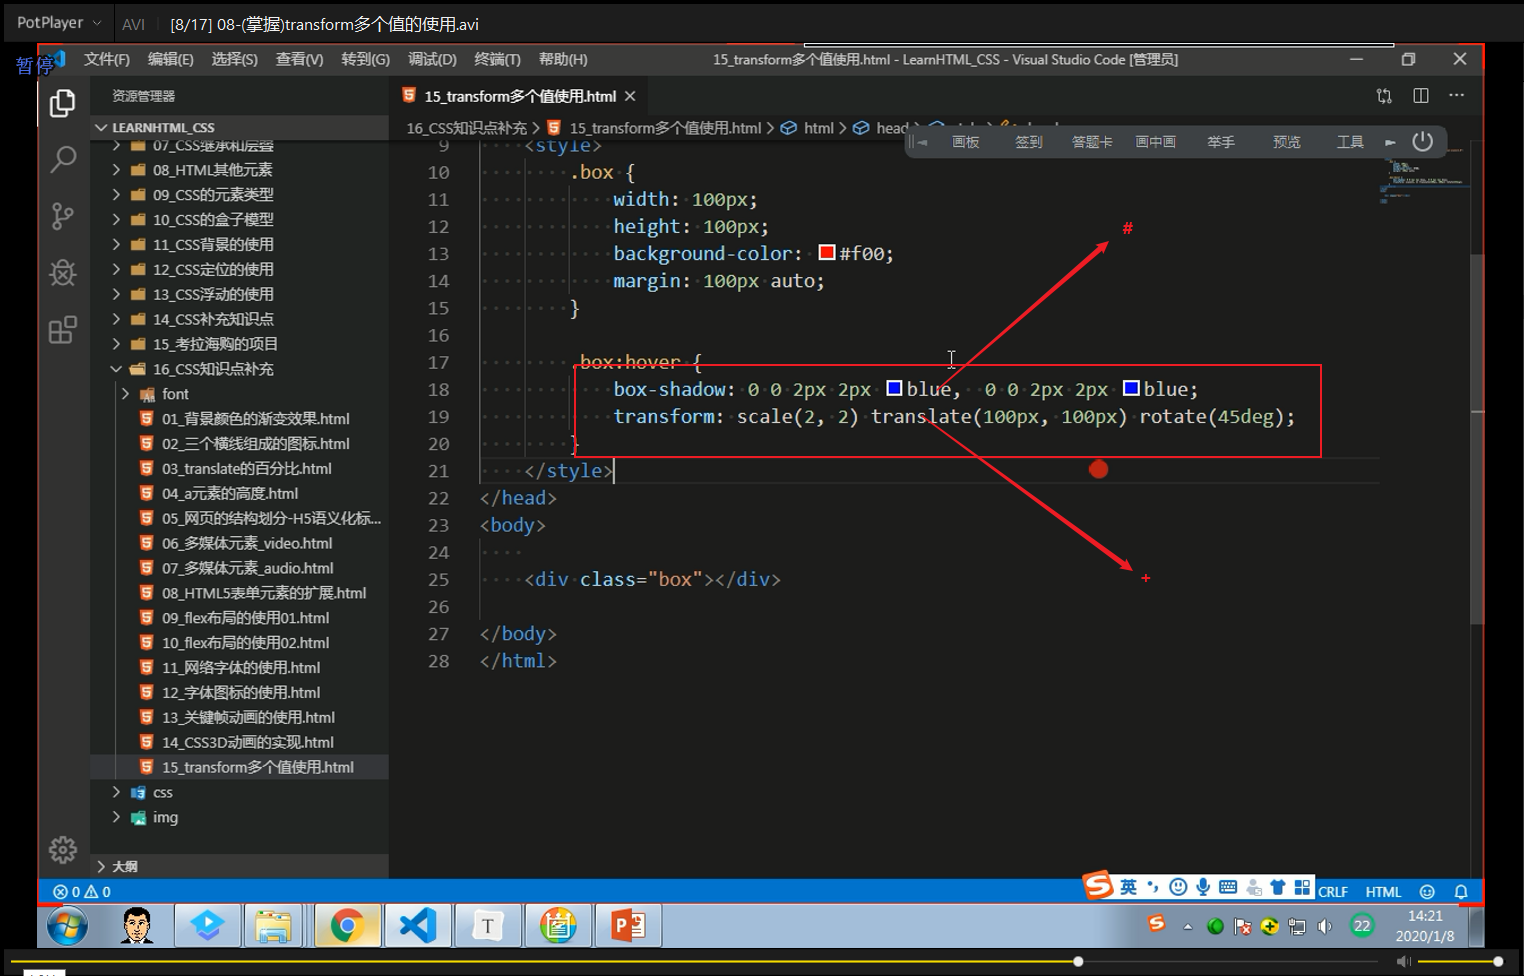 PotPlayer
AVI
[8/17] 08-(掌握)transform多个值的使用.avi
暂停
文件(F) 编辑(E) 选择(S) 查看(V) 转到(G) 调试(D) 终端(T) 帮助(H)
15_transform多个值使用.html - LearnHTML_CSS - Visual Studio Code [管理员]
资源管理器
15_transform多个值使用.html
LEARNHTML_CSS
16_CSS知识点补充 > 15_transform多个值使用.html > html > head
画板 签到 答题卡 画中画 举手 预览 工具
07_CSS继承和层叠
08_HTML其他元素
09_CSS的元素类型
10_CSS的盒子模型
11_CSS背景的使用
12_CSS定位的使用
13_CSS浮动的使用
14_CSS补充知识点
15_考拉海购的项目
16_CSS知识点补充
font
01_背景颜色的渐变效果.html
02_三个横线组成的图标.html
03_translate的百分比.html
04_a元素的高度.html
05_网页的结构划分-H5语义化标...
06_多媒体元素_video.html
07_多媒体元素_audio.html
08_HTML5表单元素的扩展.html
09_flex布局的使用01.html
10_flex布局的使用02.html
11_网络字体的使用.html
12_字体图标的使用.html
13_关键帧动画的使用.html
14_CSS3D动画的实现.html
15_transform多个值使用.html
css
img
大纲
9 <style>
10 .box {
11 width: 100px;
12 height: 100px;
13 background-color: #f00;
14 margin: 100px auto;
15 }
16
17 .box:hover {
18 box-shadow: 0 0 2px 2px blue, 0 0 2px 2px blue;
19 transform: scale(2, 2) translate(100px, 100px) rotate(45deg);
20 }
21 </style>
22 </head>
23 <body>
24
25 <div class="box"></div>
26
27 </body>
28 </html>
#
+
0 0
英
CRLF HTML
T
22
14:21
2020/1/8